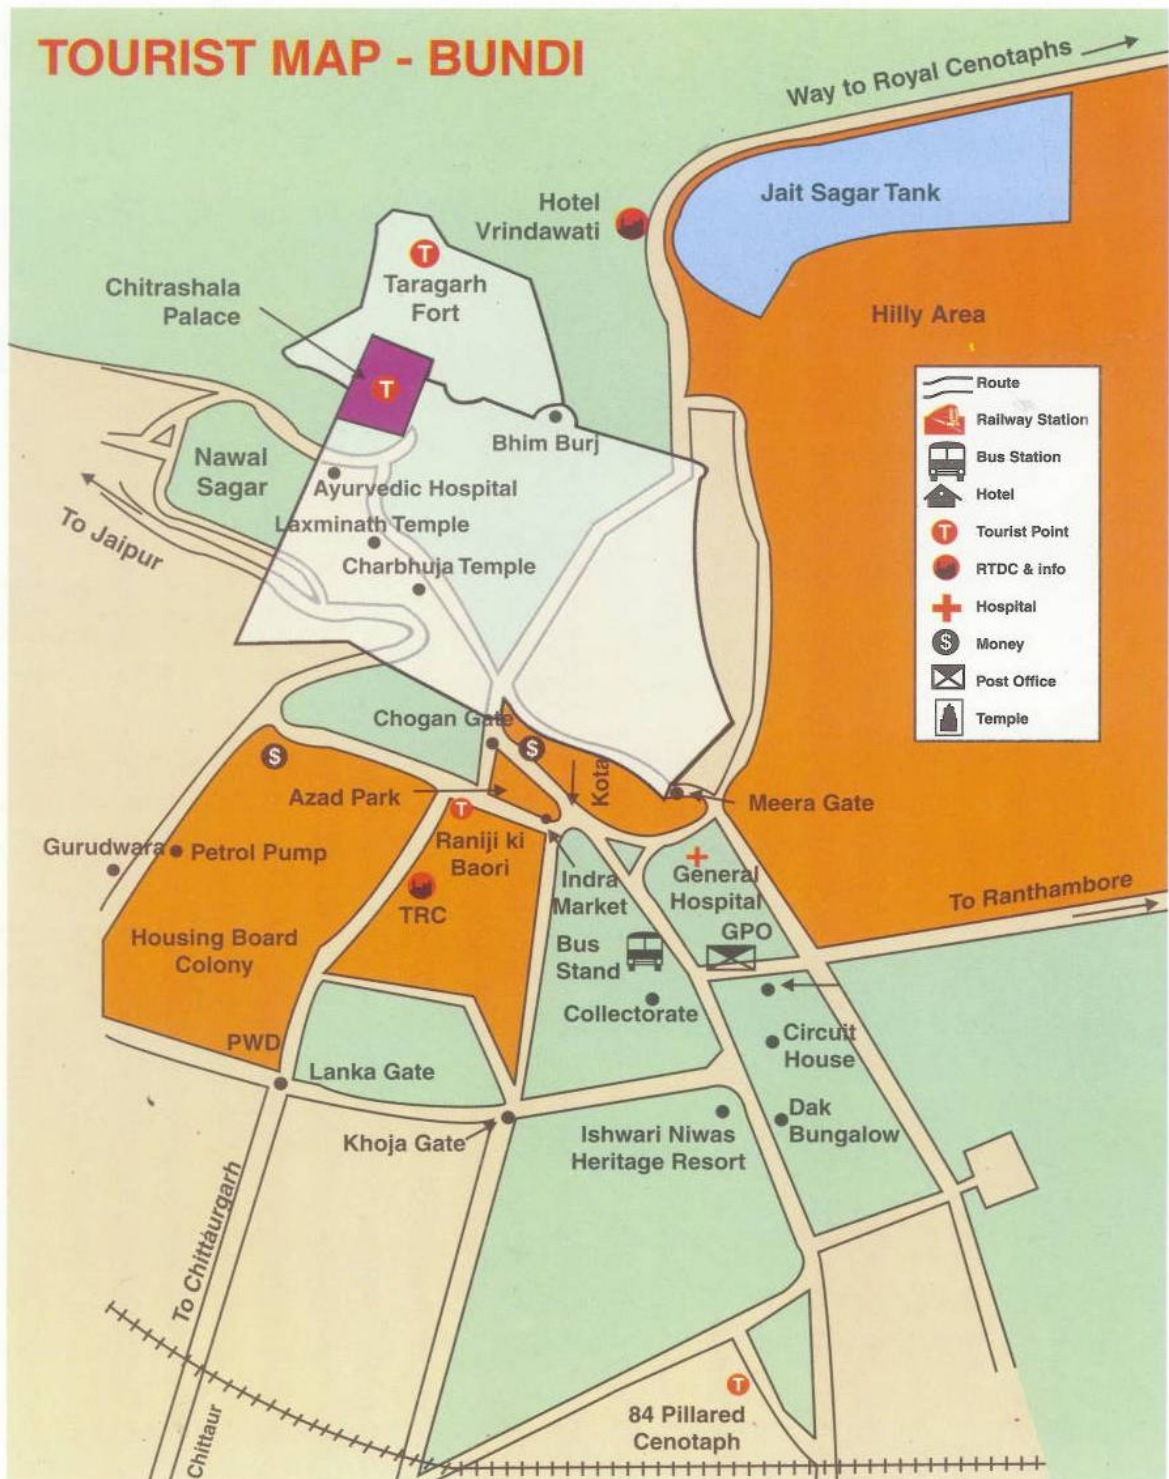 TOURIST MAP - BUNDI
Way to Royal Cenotaphs
Jait Sagar Tank
Hotel
Vrindawati
T
Taragarh
Fort
Chitrashala
Palace
T
Hilly Area
Route
Railway Station
Bus Station
Hotel
T
Tourist Point
RTDC & info
Hospital
$
Money
Post Office
Temple
Bhim Burj
Nawal
Sagar
Ayurvedic Hospital
Laxminath Temple
To Jaipur
Charbhuja Temple
Chogan Gate
$
$
Kota
Azad Park
Meera Gate
T
Raniji ki
Baori
Gurudwara
Petrol Pump
TRC
Indra
Market
General
Hospital
To Ranthambore
Housing Board
Colony
Bus
Stand
GPO
Collectorate
PWD
Circuit
House
Lanka Gate
Dak
Bungalow
Khoja Gate
Ishwari Niwas
Heritage Resort
To Chittaurgarh
T
84 Pillared
Cenotaph
Chittaur